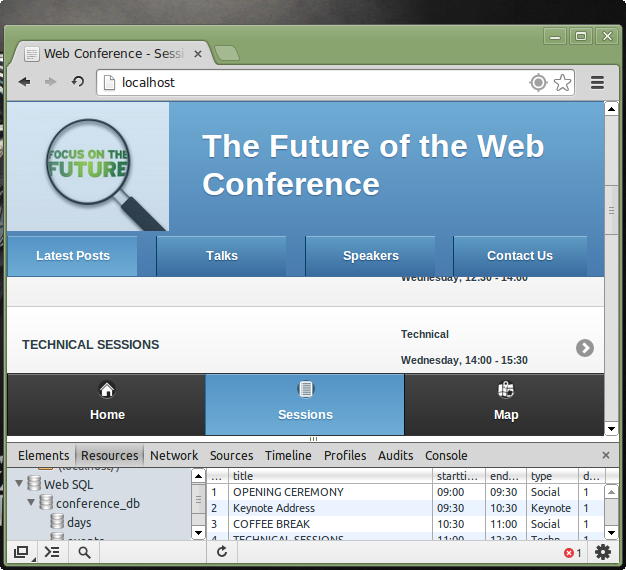 Web Conference - Sessi
localhost
FOCUS ON THE
FUTURE
The Future of the Web
Conference
Latest Posts Talks Speakers Contact Us
Wednesday, 12:30 - 14:00
TECHNICAL SESSIONS
Technical
Wednesday, 14:00 - 15:30
Home Sessions Map
Elements Resources Network Sources Timeline Profiles Audits Console
Web SQL
conference_db
days
events
... title startti... end... type d...
1 OPENING CEREMONY 09:00 09:30 Social 1
2 Keynote Address 09:30 10:30 Keynote 1
3 COFFEE BREAK 10:30 11:00 Social 1
4 TECHNICAL SESSIONS 11:00 12:30 Techn... 1
1